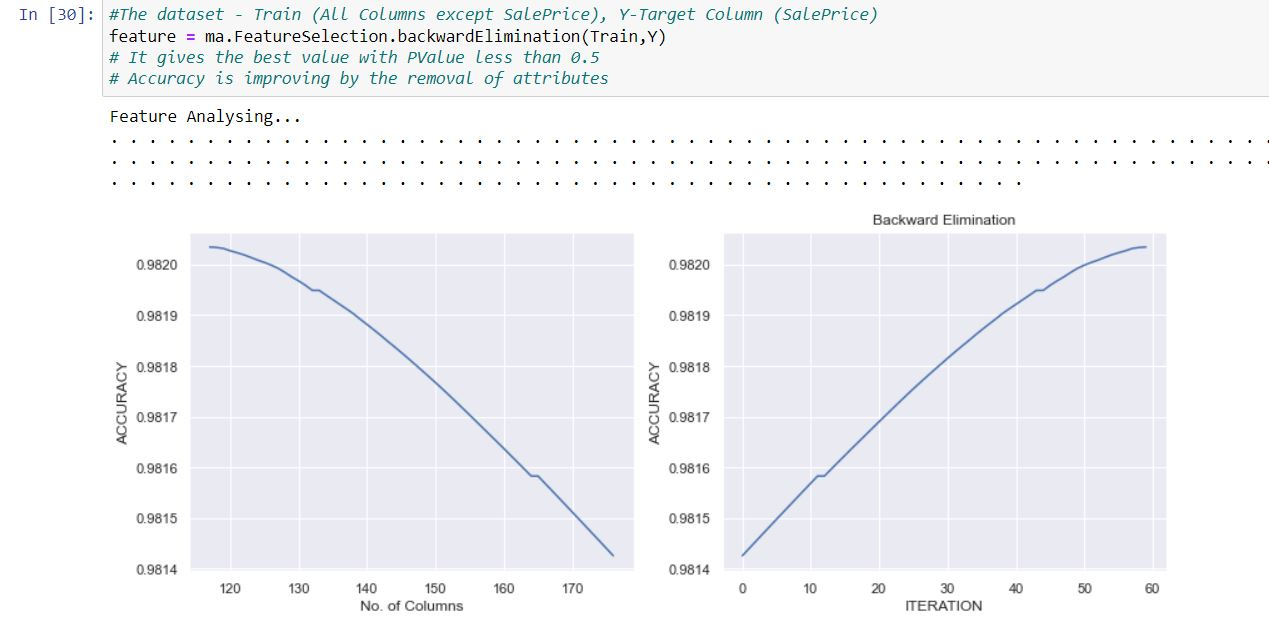 In [30]: #The dataset - Train (All Columns except SalePrice), Y-Target Column (SalePrice)
feature = ma.FeatureSelection.backwardElimination(Train,Y)
# It gives the best value with PValue less than 0.5
# Accuracy is improving by the removal of attributes
Feature Analysing...
. . . . . . . . . . . . . . . . . . . . . . . . . . . . . . . . . . . . . . . . . . . . . . . . . . . . . . . . . . . . .
. . . . . . . . . . . . . . . . . . . . . . . . . . . . . . . . . . . . . . . . . . . . . . . . . . . . . . . . . . . . .
. . . . . . . . . . . . . . . . . . . . . . . . . . . . . . . . . . . . . . . . . . . . . . . .
ACCURACY
0.9820
0.9819
0.9818
0.9817
0.9816
0.9815
0.9814
120 130 140 150 160 170
No. of Columns
Backward Elimination
ACCURACY
0.9820
0.9819
0.9818
0.9817
0.9816
0.9815
0.9814
0 10 20 30 40 50 60
ITERATION